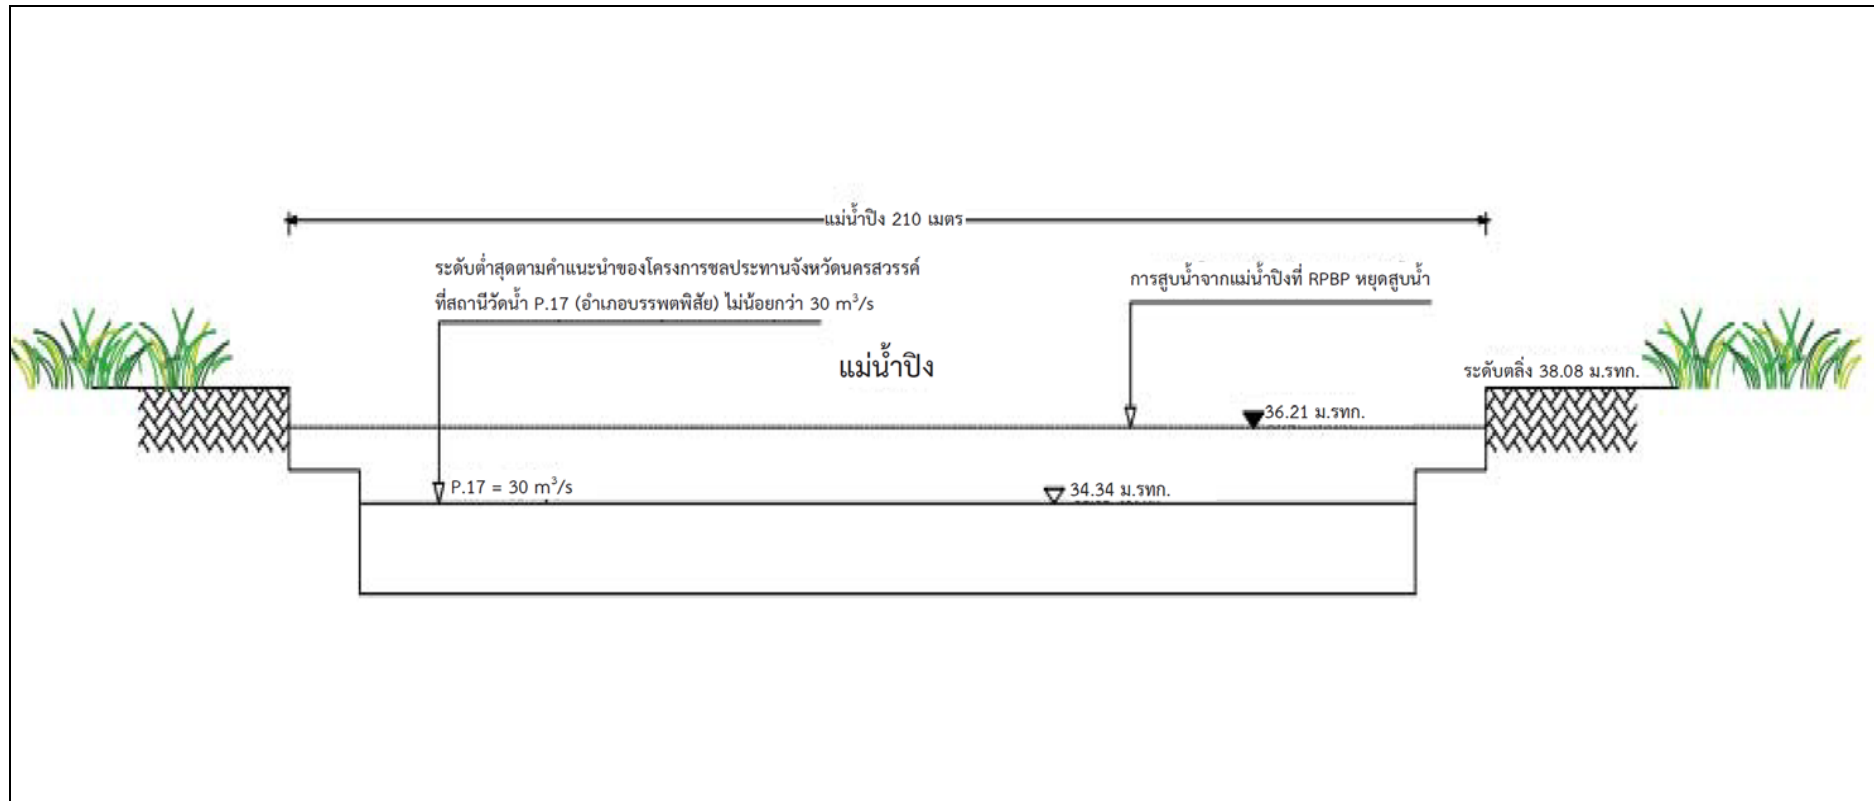 แม่น้ำปิง 210 เมตร
ระดับต่ำสุดตามคำแนะนำของโครงการชลประทานจังหวัดนครสวรรค์
ที่สถานีวัดน้ำ P.17 (อำเภอบรรพตพิสัย) ไม่น้อยกว่า 30 m³/s
การสูบน้ำจากแม่น้ำปิงที่ RPBP หยุดสูบน้ำ
แม่น้ำปิง
ระดับตลิ่ง 38.08 ม.รทก.
36.21 ม.รทก.
P.17 = 30 m³/s
34.34 ม.รทก.